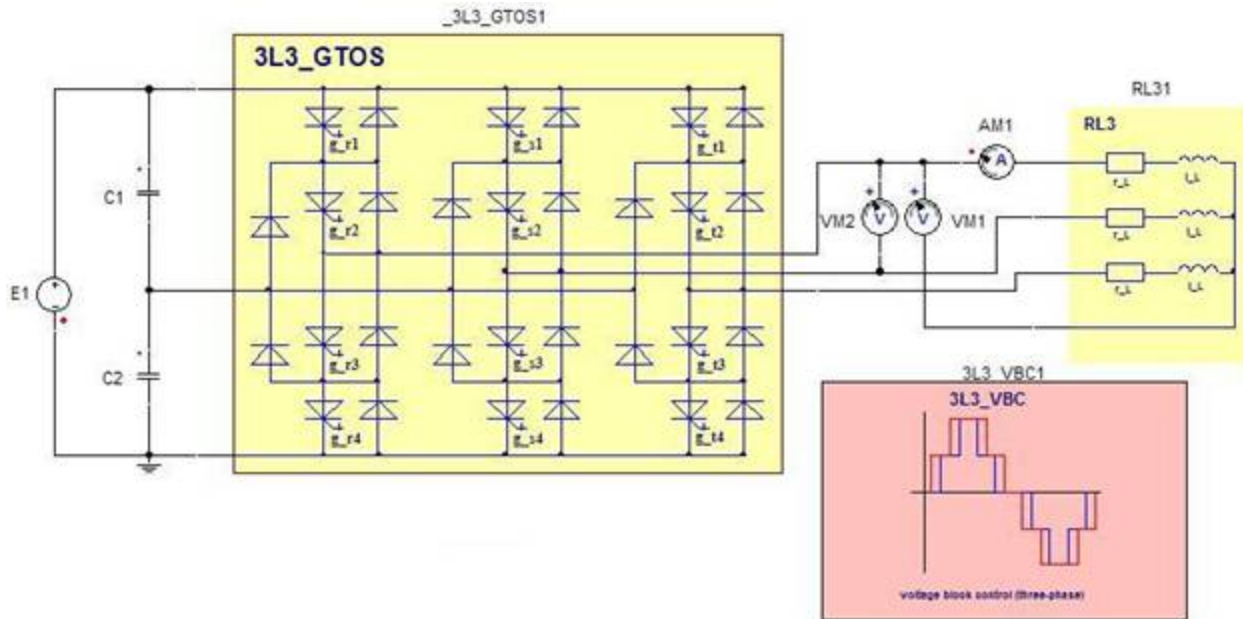 _3L3_GTOS1
3L3_GTOS
g_r1
g_s1
g_t1
g_r2
g_s2
g_t2
g_r3
g_s3
g_t3
g_r4
g_s4
g_t4
E1
C1
C2
AM1
A
VM2
V
V
VM1
RL31
RL3
r_L
l_L
r_L
l_L
r_L
l_L
3L3_VBC1
3L3_VBC
voltage block control (three-phase)